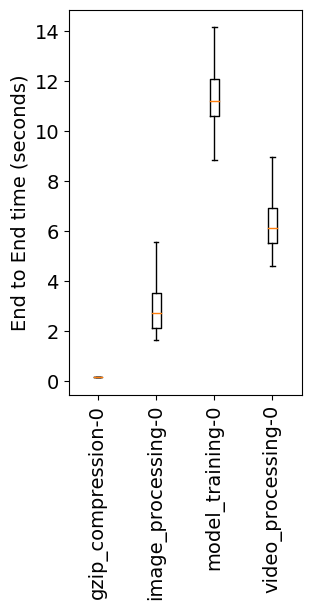 End to End time (seconds)
14
12
10
8
6
4
2
0
gzip_compression-0
image_processing-0
model_training-0
video_processing-0